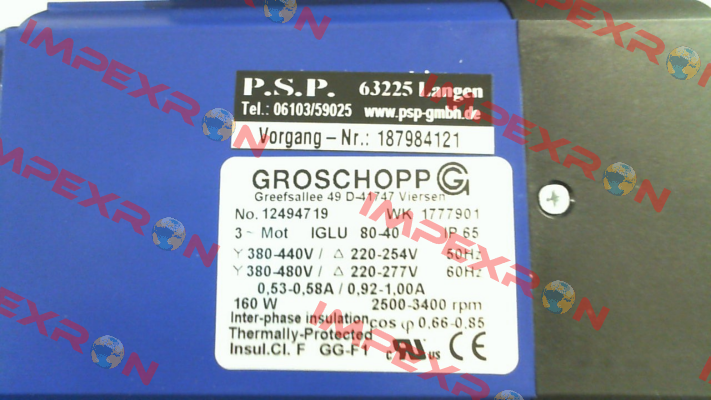 P.S.P. 63225 Langen
Tel.: 06103/59025 www.psp-gmbh.de
Vorgang – Nr.: 187984121
GROSCHOPP G
Greefsallee 49 D-41747 Viersen
No. 12494719 WK 1777901
3 ~ Mot IGLU 80-40 IP 65
Y 380-440V / Δ 220-254V 50Hz
Y 380-480V / Δ 220-277V 60Hz
0,53-0,58A / 0,92-1,00A
160 W 2500-3400 rpm
Inter-phase insulation cos φ 0,66-0,85
Thermally-Protected
Insul.Cl. F GG-F1 c RU us CE
IMPEXRON
IMPEXRON
IMPEXRON
IMPEXRON
IMPEXRON